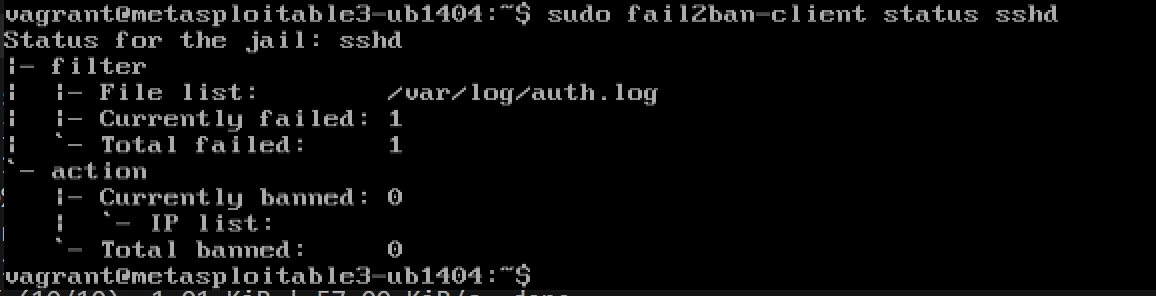 vagrant@metasploitable3-ub1404:~$ sudo fail2ban-client status sshd
Status for the jail: sshd
|- filter
|  |- File list:        /var/log/auth.log
|  |- Currently failed: 1
|  `- Total failed:     1
`- action
   |- Currently banned: 0
   |  `- IP list:
   `- Total banned:     0
vagrant@metasploitable3-ub1404:~$